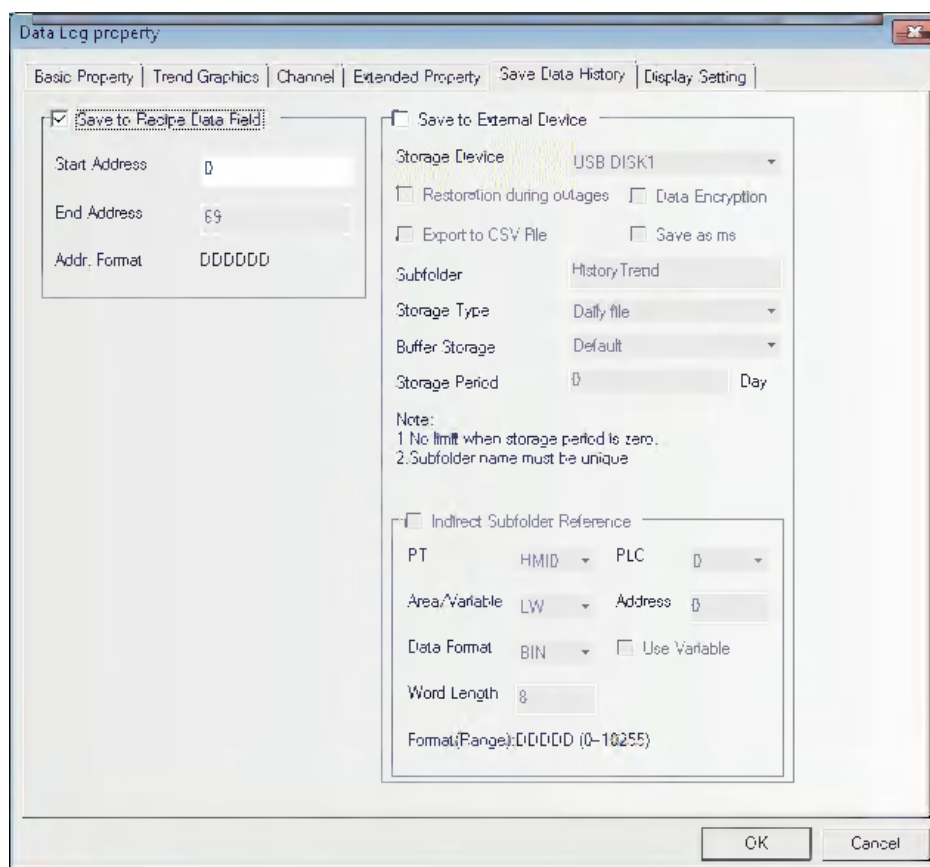 Data Log property
Basic Property Trend Graphics Channel Extended Property Save Data History Display Setting
Save to Recipe Data Field
Start Address 0
End Address 69
Addr. Format DDDDDD
Save to External Device
Storage Device USB DISK1
Restoration during outages Data Encryption
Export to CSV File Save as ms
Subfolder HistoryTrend
Storage Type Daily file
Buffer Storage Default
Storage Period 0 Day
Note:
1.No limit when storage period is zero.
2.Subfolder name must be unique
Indirect Subfolder Reference
PT HMI0 PLC 0
Area/Variable LW Address 0
Data Format BIN Use Variable
Word Length 8
Format(Range):DDDDD (0~10255)
OK Cancel